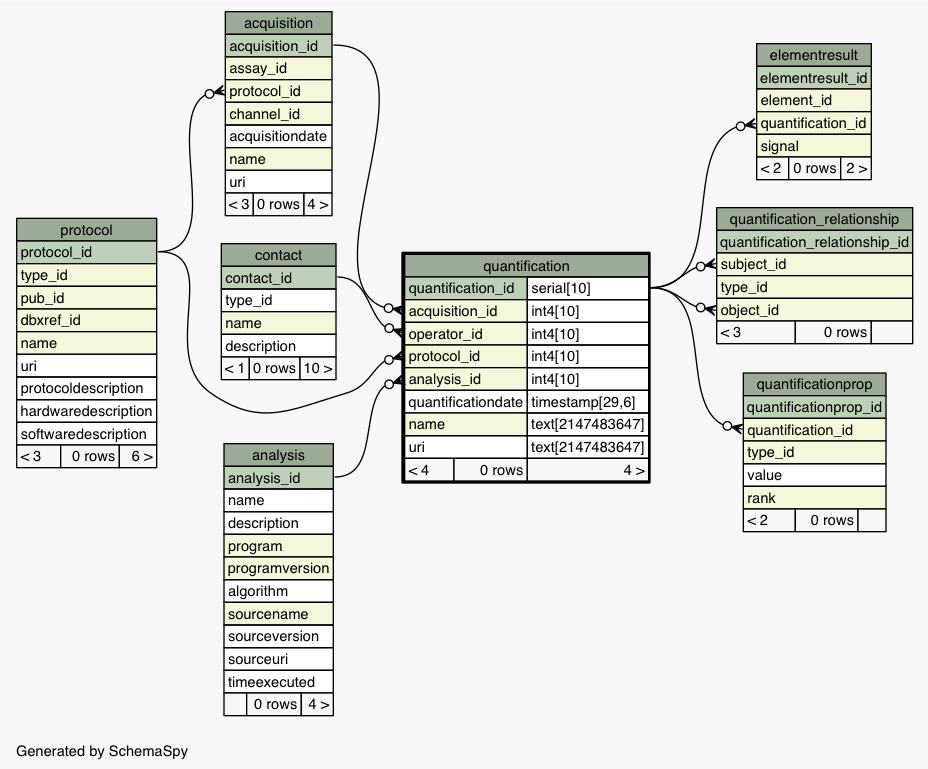 acquisition
acquisition_id
assay_id
protocol_id
channel_id
acquisitiondate
name
uri
< 3 0 rows 4 >
elementresult
elementresult_id
element_id
quantification_id
signal
< 2 0 rows 2 >
protocol
protocol_id
type_id
pub_id
dbxref_id
name
uri
protocoldescription
hardwaredescription
softwaredescription
< 3 0 rows 6 >
contact
contact_id
type_id
name
description
< 1 0 rows 10 >
quantification
quantification_id serial[10]
acquisition_id int4[10]
operator_id int4[10]
protocol_id int4[10]
analysis_id int4[10]
quantificationdate timestamp[29,6]
name text[2147483647]
uri text[2147483647]
< 4 0 rows 4 >
quantification_relationship
quantification_relationship_id
subject_id
type_id
object_id
< 3 0 rows
quantificationprop
quantificationprop_id
quantification_id
type_id
value
rank
< 2 0 rows
analysis
analysis_id
name
description
program
programversion
algorithm
sourcename
sourceversion
sourceuri
timeexecuted
0 rows 4 >
Generated by SchemaSpy